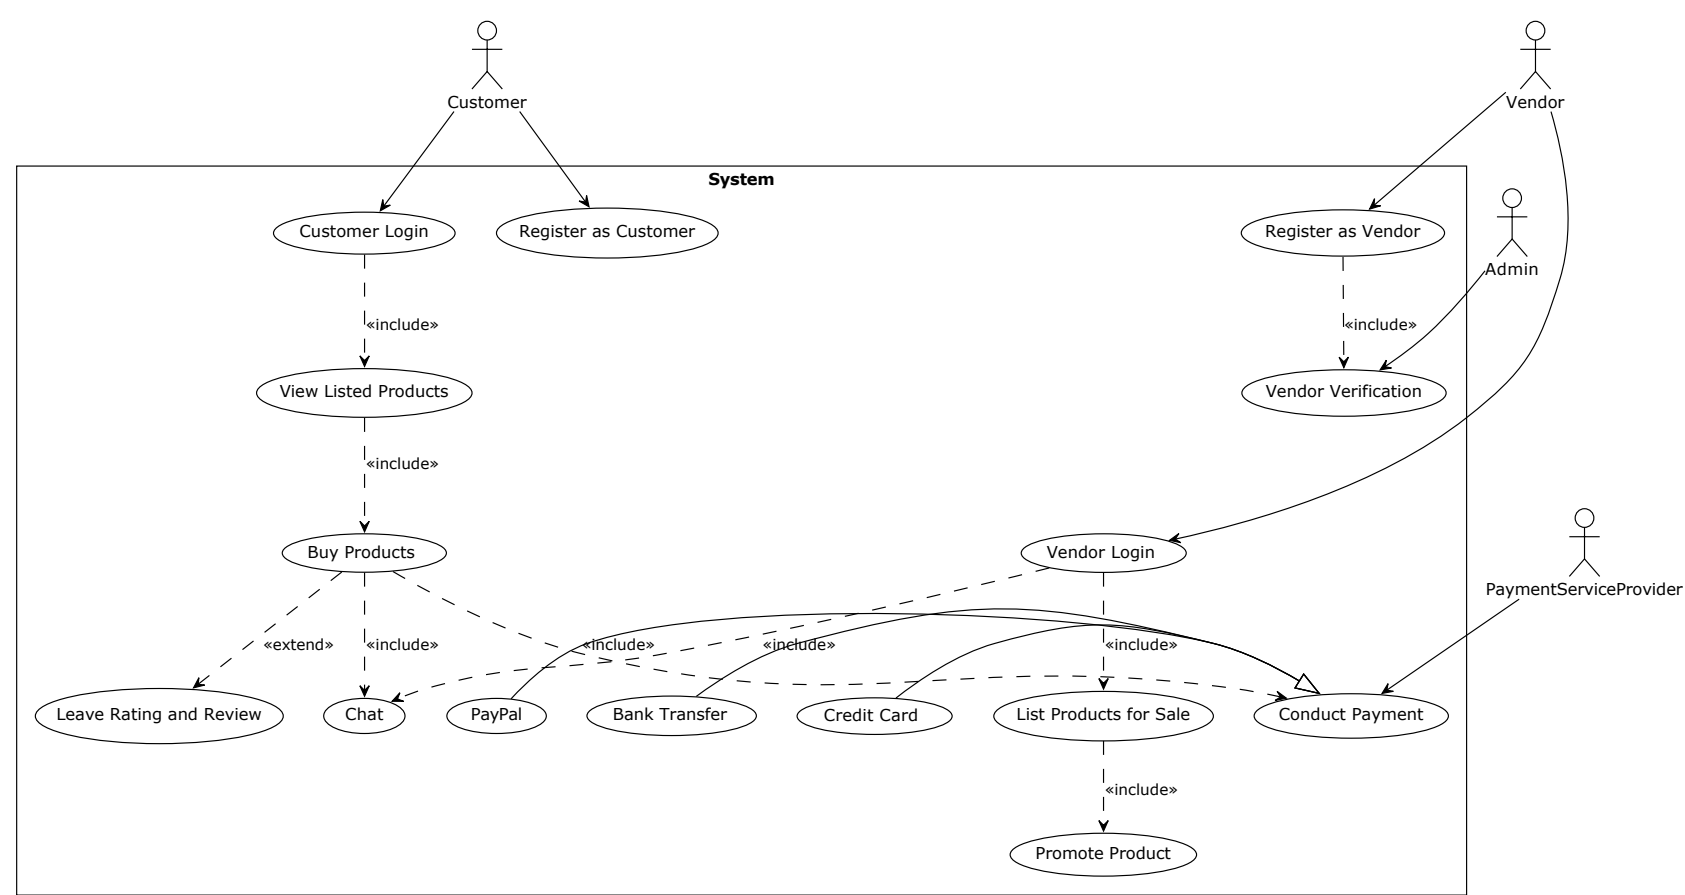 Customer
Vendor
System
Customer Login
Register as Customer
Register as Vendor
Admin
«include»
«include»
View Listed Products
Vendor Verification
«include»
Buy Products
Vendor Login
PaymentServiceProvider
«extend»
«include»
«include»
«include»
«include»
Leave Rating and Review
Chat
PayPal
Bank Transfer
Credit Card
List Products for Sale
Conduct Payment
«include»
Promote Product